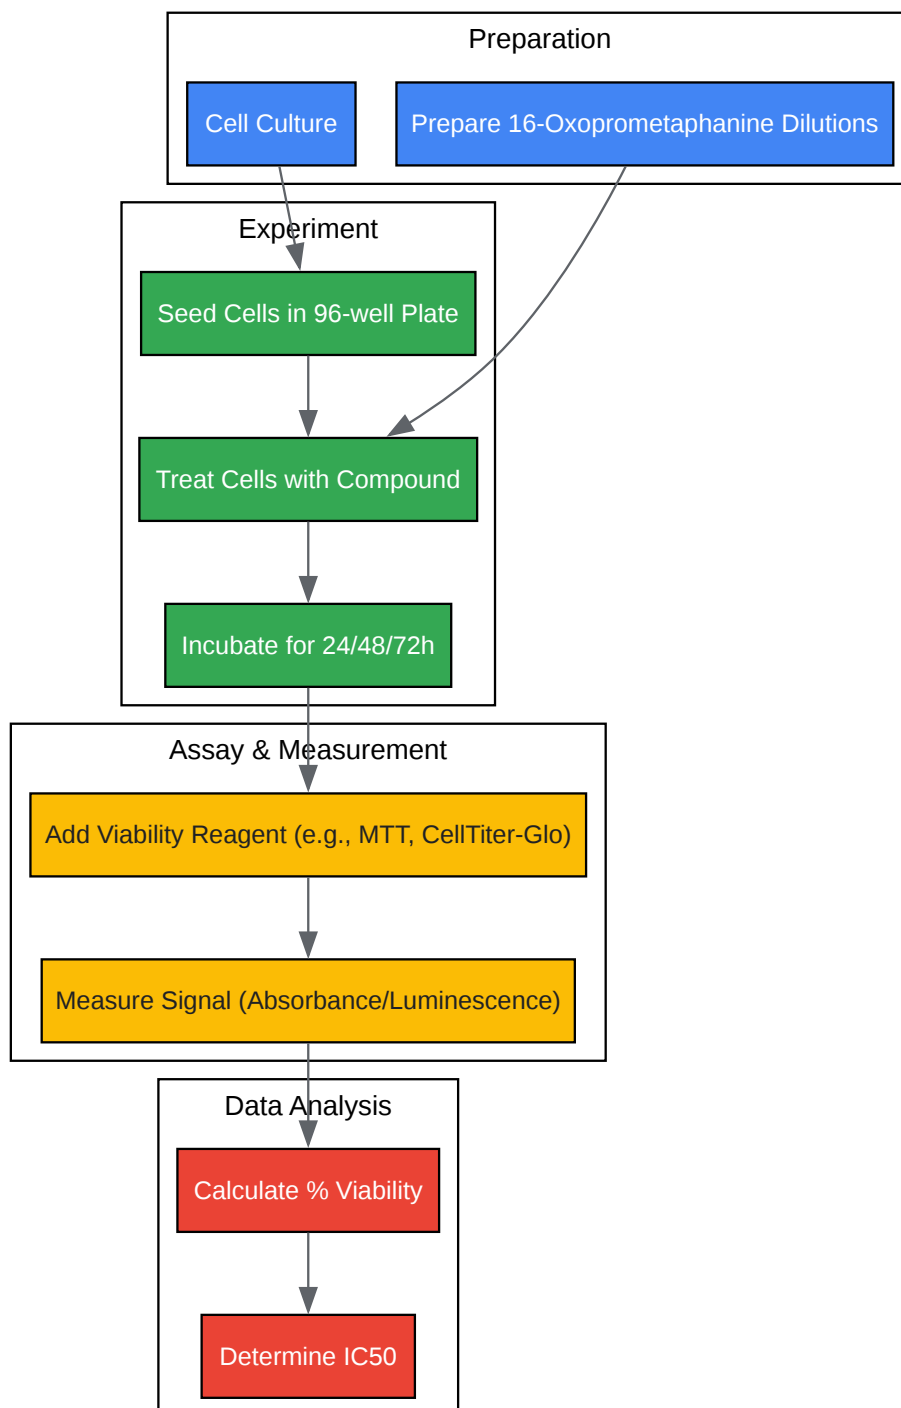 Preparation
Cell Culture
Prepare 16-Oxoprometaphanine Dilutions
Experiment
Seed Cells in 96-well Plate
Treat Cells with Compound
Incubate for 24/48/72h
Assay & Measurement
Add Viability Reagent (e.g., MTT, CellTiter-Glo)
Measure Signal (Absorbance/Luminescence)
Data Analysis
Calculate % Viability
Determine IC50